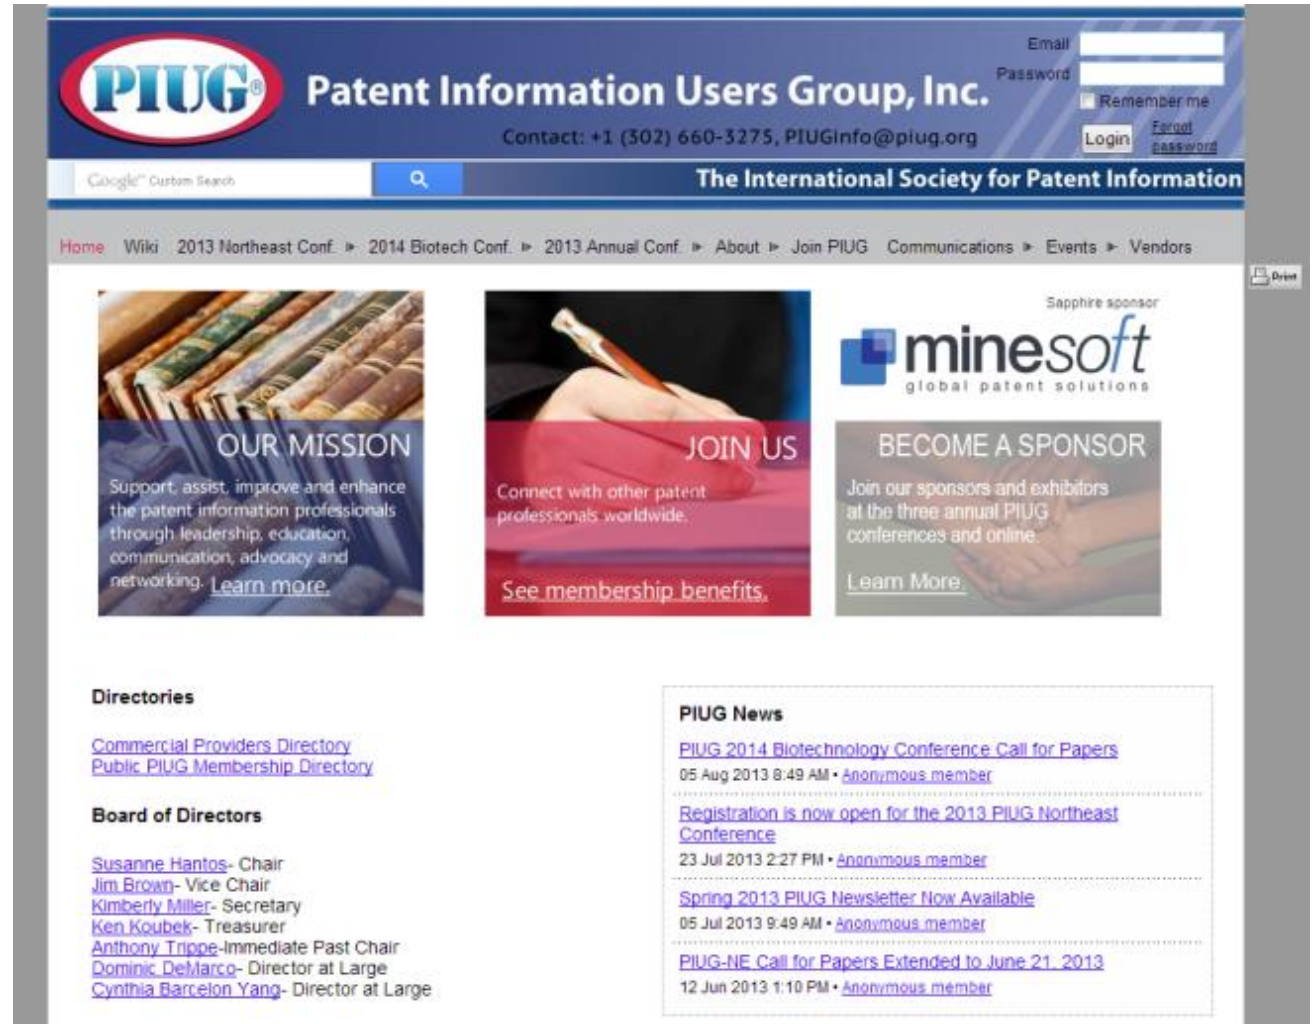 PIUG®
Patent Information Users Group, Inc.
Contact: +1 (302) 660-3275, PIUGinfo@piug.org
Email
Password
Remember me
Login
Forgot
password
Google™ Custom Search
The International Society for Patent Information
Home Wiki 2013 Northeast Conf. 2014 Biotech Conf. 2013 Annual Conf. About Join PIUG Communications Events Vendors
Print
OUR MISSION
Support, assist, improve and enhance
the patent information professionals
through leadership, education,
communication, advocacy and
networking. Learn more.
JOIN US
Connect with other patent
professionals worldwide.
See membership benefits.
Sapphire sponsor
minesoft
global patent solutions
BECOME A SPONSOR
Join our sponsors and exhibitors
at the three annual PIUG
conferences and online.
Learn More.
Directories
Commercial Providers Directory
Public PIUG Membership Directory
Board of Directors
Susanne Hantos- Chair
Jim Brown- Vice Chair
Kimberly Miller- Secretary
Ken Koubek- Treasurer
Anthony Trippe-Immediate Past Chair
Dominic DeMarco- Director at Large
Cynthia Barcelon Yang- Director at Large
PIUG News
PIUG 2014 Biotechnology Conference Call for Papers
05 Aug 2013 8:49 AM • Anonymous member
Registration is now open for the 2013 PIUG Northeast
Conference
23 Jul 2013 2:27 PM • Anonymous member
Spring 2013 PIUG Newsletter Now Available
05 Jul 2013 9:49 AM • Anonymous member
PIUG-NE Call for Papers Extended to June 21, 2013
12 Jun 2013 1:10 PM • Anonymous member